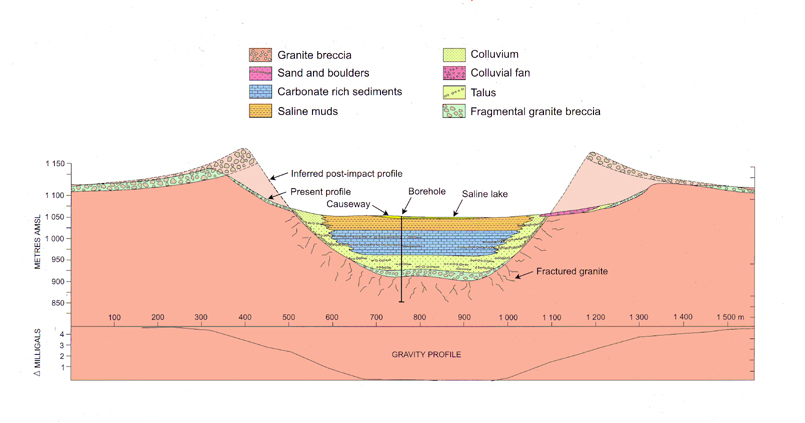 Granite breccia
Sand and boulders
Carbonate rich sediments
Saline muds
Colluvium
Colluvial fan
Talus
Fragmental granite breccia
1 150
1 100
1 050
1 000
950
900
850
METRES AMSL
Inferred post-impact profile
Present profile
Causeway
Borehole
Saline lake
Fractured granite
100 200 300 400 500 600 700 800 900 1 000 1 100 1 200 1 300 1 400 1 500 m
4
3
2
1
Δ MILLIGALS
GRAVITY PROFILE